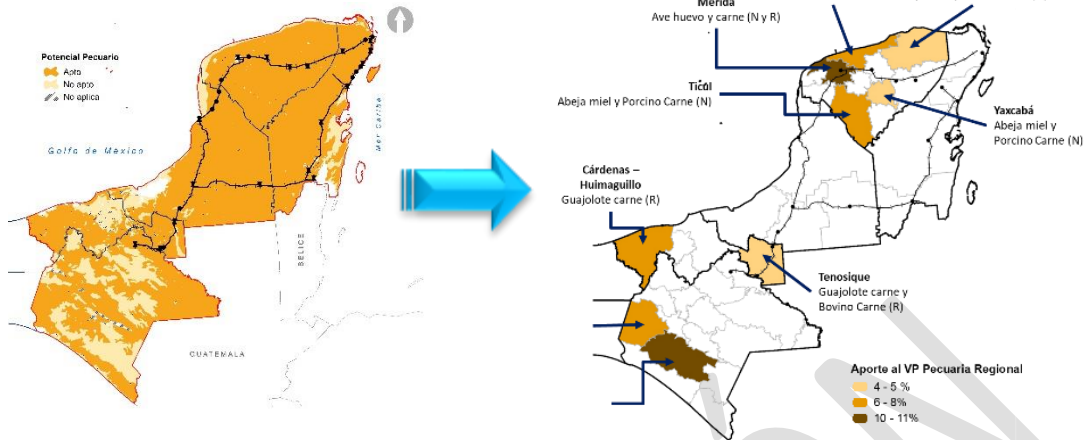 Potencial Pecuario
Apto
No apto
No aplica
Golfo de México
Mar Caribe
BELICE
GUATEMALA
Mérida
Ave huevo y carne (N y R)
Ticul
Abeja miel y Porcino Carne (N)
Yaxcabá
Abeja miel y
Porcino Carne (N)
Cárdenas –
Huimaguillo
Guajolote carne (R)
Tenosique
Guajolote carne y
Bovino Carne (R)
Aporte al VP Pecuaria Regional
4 - 5 %
6 - 8%
10 - 11%